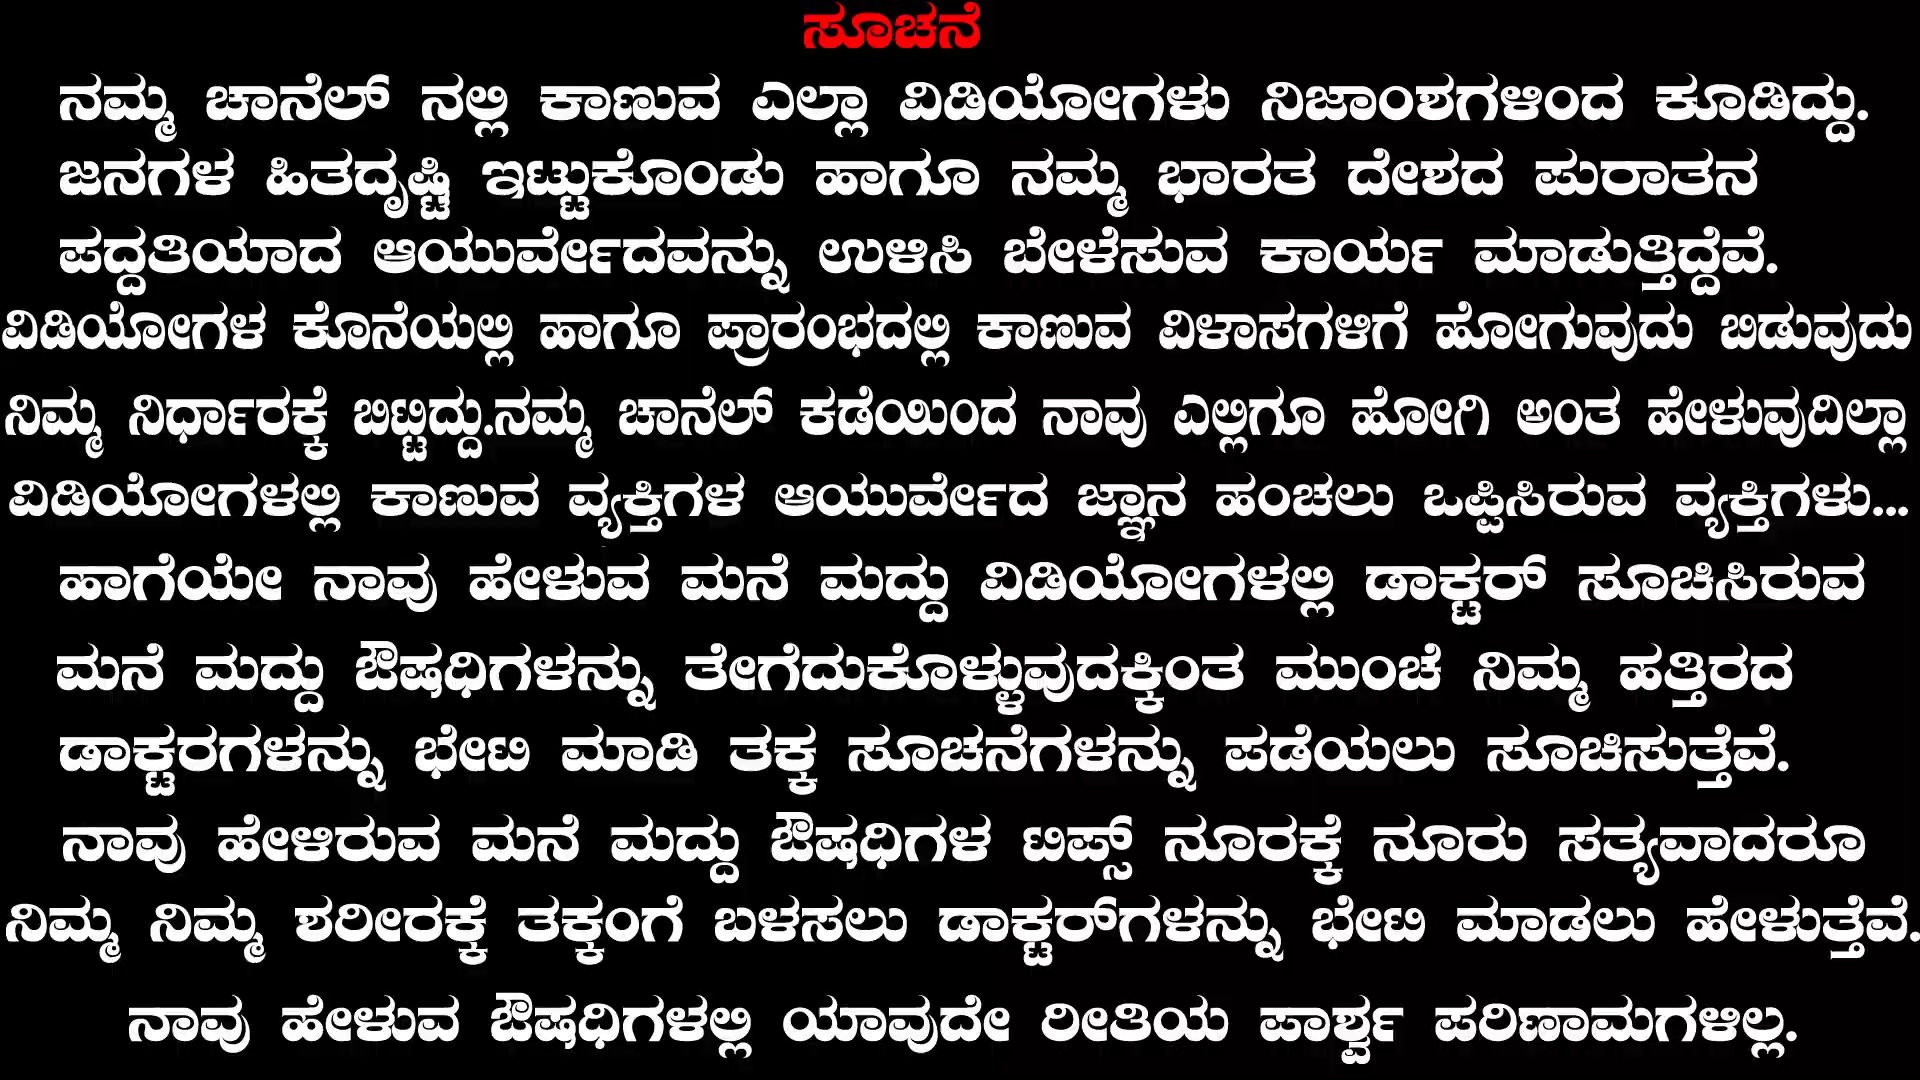 ಸೂಚನೆ
ನಮ್ಮ ಚಾನೆಲ್ ನಲ್ಲಿ ಕಾಣುವ ಎಲ್ಲಾ ವಿಡಿಯೋಗಳು ನಿಜಾಂಶಗಳಿಂದ ಕೂಡಿದ್ದು.
ಜನಗಳ ಹಿತದೃಷ್ಟಿ ಇಟ್ಟುಕೊಂಡು ಹಾಗೂ ನಮ್ಮ ಭಾರತ ದೇಶದ ಪುರಾತನ
ಪದ್ದತಿಯಾದ ಆಯುರ್ವೇದವನ್ನು ಉಳಿಸಿ ಬೇಳೆಸುವ ಕಾರ್ಯ ಮಾಡುತ್ತಿದ್ದೆವೆ.
ವಿಡಿಯೋಗಳ ಕೊನೆಯಲ್ಲಿ ಹಾಗೂ ಪ್ರಾರಂಭದಲ್ಲಿ ಕಾಣುವ ವಿಳಾಸಗಳಿಗೆ ಹೋಗುವುದು ಬಿಡುವುದು
ನಿಮ್ಮ ನಿರ್ಧಾರಕ್ಕೆ ಬಿಟ್ಟಿದ್ದು.ನಮ್ಮ ಚಾನೆಲ್ ಕಡೆಯಿಂದ ನಾವು ಎಲ್ಲಿಗೂ ಹೋಗಿ ಅಂತ ಹೇಳುವುದಿಲ್ಲಾ
ವಿಡಿಯೋಗಳಲ್ಲಿ ಕಾಣುವ ವ್ಯಕ್ತಿಗಳ ಆಯುರ್ವೇದ ಜ್ಞಾನ ಹಂಚಲು ಒಪ್ಪಿಸಿರುವ ವ್ಯಕ್ತಿಗಳು...
ಹಾಗೆಯೇ ನಾವು ಹೇಳುವ ಮನೆ ಮದ್ದು ವಿಡಿಯೋಗಳಲ್ಲಿ ಡಾಕ್ಟರ್ ಸೂಚಿಸಿರುವ
ಮನೆ ಮದ್ದು ಔಷಧಿಗಳನ್ನು ತೇಗೆದುಕೊಳ್ಳುವುದಕ್ಕಿಂತ ಮುಂಚೆ ನಿಮ್ಮ ಹತ್ತಿರದ
ಡಾಕ್ಟರಗಳನ್ನು ಭೇಟಿ ಮಾಡಿ ತಕ್ಕ ಸೂಚನೆಗಳನ್ನು ಪಡೆಯಲು ಸೂಚಿಸುತ್ತೆವೆ.
ನಾವು ಹೇಳಿರುವ ಮನೆ ಮದ್ದು ಔಷಧಿಗಳ ಟಿಪ್ಸ್ ನೂರಕ್ಕೆ ನೂರು ಸತ್ಯವಾದರೂ
ನಿಮ್ಮ ನಿಮ್ಮ ಶರೀರಕ್ಕೆ ತಕ್ಕಂಗೆ ಬಳಸಲು ಡಾಕ್ಟರ್‌ಗಳನ್ನು ಭೇಟಿ ಮಾಡಲು ಹೇಳುತ್ತೆವೆ.
ನಾವು ಹೇಳುವ ಔಷಧಿಗಳಲ್ಲಿ ಯಾವುದೇ ರೀತಿಯ ಪಾರ್ಶ್ವ ಪರಿಣಾಮಗಳಿಲ್ಲ.